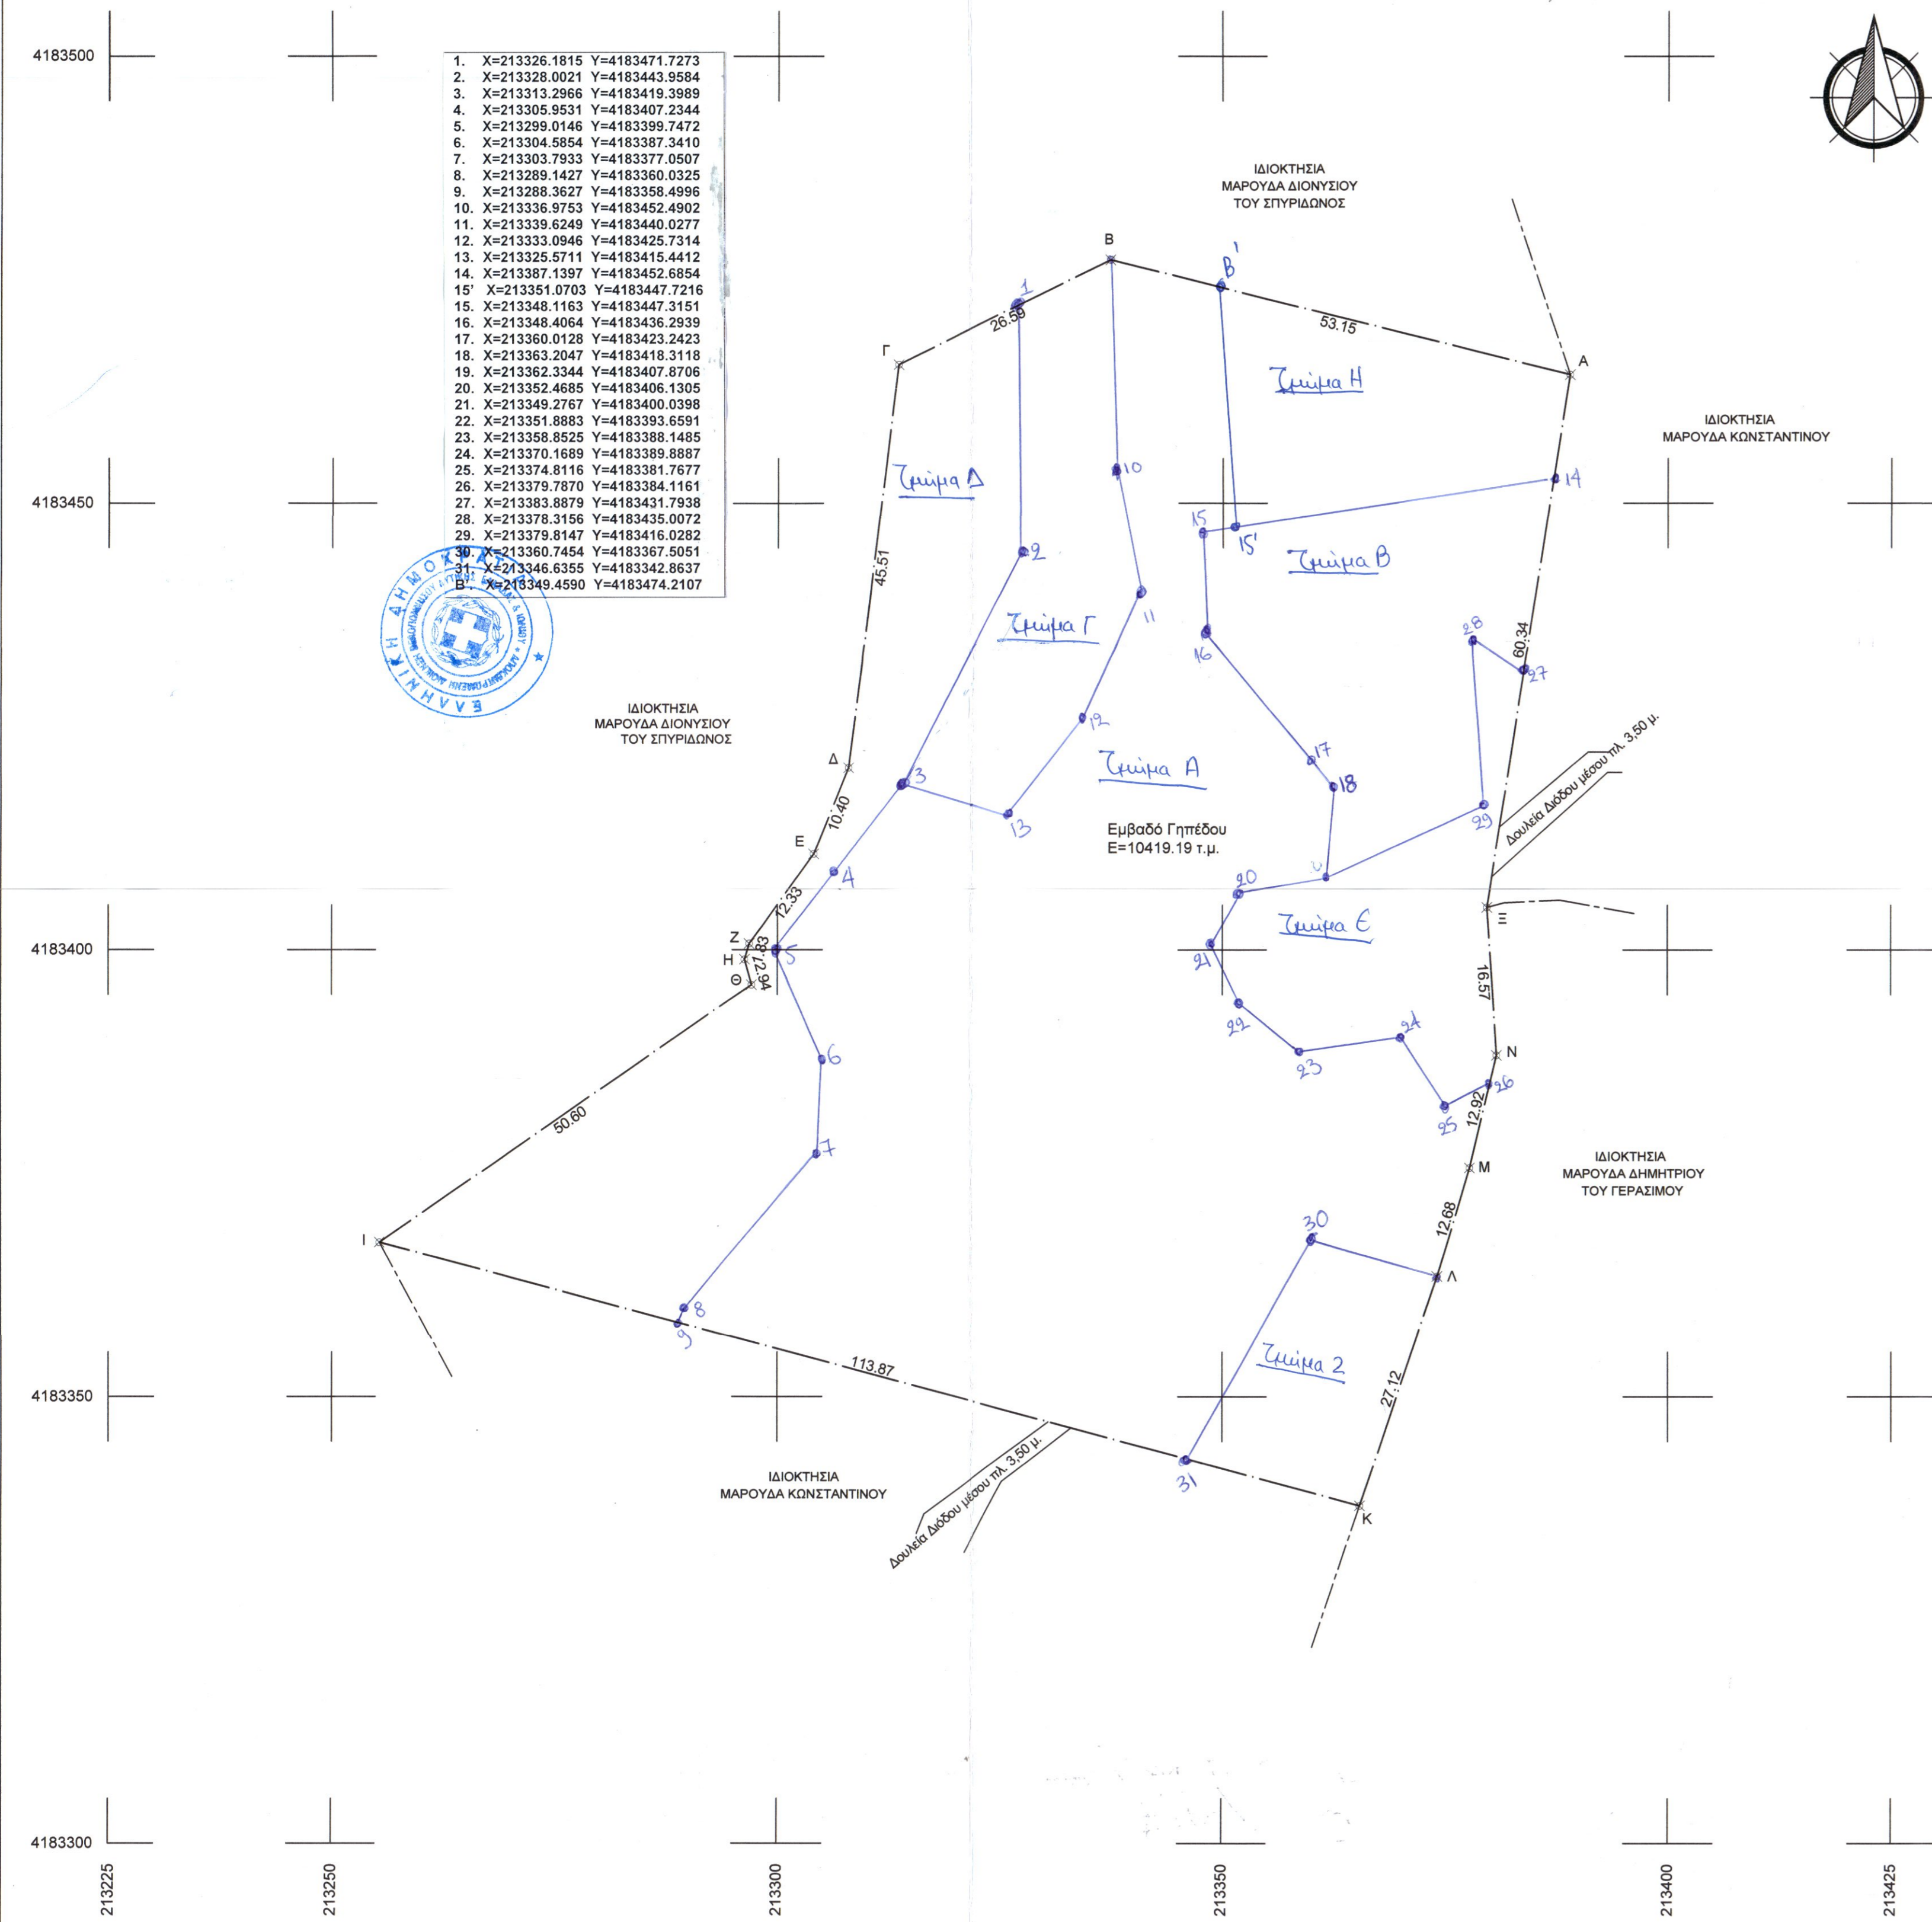 4183500
1. X=213326.1815 Y=4183471.7273
2. X=213328.0021 Y=4183443.9584
3. X=213313.2966 Y=4183419.3989
4. X=213305.9531 Y=4183407.2344
5. X=213299.0146 Y=4183399.7472
6. X=213304.5854 Y=4183387.3410
7. X=213303.7933 Y=4183377.0507
8. X=213289.1427 Y=4183360.0325
9. X=213288.3627 Y=4183358.4996
10. X=213336.9753 Y=4183452.4902
11. X=213339.6249 Y=4183440.0277
12. X=213333.0946 Y=4183425.7314
13. X=213325.5711 Y=4183415.4412
14. X=213387.1397 Y=4183452.6854
15' X=213351.0703 Y=4183447.7216
15. X=213348.1163 Y=4183447.3151
16. X=213348.4064 Y=4183436.2939
17. X=213360.0128 Y=4183423.2423
18. X=213363.2047 Y=4183418.3118
19. X=213362.3344 Y=4183407.8706
20. X=213352.4685 Y=4183406.1305
21. X=213349.2767 Y=4183400.0398
22. X=213351.8883 Y=4183393.6591
23. X=213358.8525 Y=4183388.1485
24. X=213370.1689 Y=4183389.8887
25. X=213374.8116 Y=4183381.7677
26. X=213379.7870 Y=4183384.1161
27. X=213383.8879 Y=4183431.7938
28. X=213378.3156 Y=4183435.0072
29. X=213379.8147 Y=4183416.0282
30. X=213360.7454 Y=4183367.5051
31. X=213346.6355 Y=4183342.8637
Β'. X=213349.4590 Y=4183474.2107
ΕΛΛΗΝΙΚΗ ΔΗΜΟΚΡΑΤΙΑ
ΙΔΙΟΚΤΗΣΙΑ
ΜΑΡΟΥΔΑ ΔΙΟΝΥΣΙΟΥ
ΤΟΥ ΣΠΥΡΙΔΩΝΟΣ
Β
Β'
1
26.59
53.15
Γ
Α
Τμήμα Η
ΙΔΙΟΚΤΗΣΙΑ
ΜΑΡΟΥΔΑ ΚΩΝΣΤΑΝΤΙΝΟΥ
4183450
Τμήμα Δ
10
14
15
15'
2
Τμήμα Β
45.51
11
Τμήμα Γ
16
28
60.34
27
ΙΔΙΟΚΤΗΣΙΑ
ΜΑΡΟΥΔΑ ΔΙΟΝΥΣΙΟΥ
ΤΟΥ ΣΠΥΡΙΔΩΝΟΣ
12
17
Δ
3
Τμήμα Α
18
Δουλεία Διόδου μέσου πλ. 3,50 μ.
10.40
13
29
Εμβαδό Γηπέδου
Ε=10419.19 τ.μ.
Ε
4
12.33
20
Τμήμα Ε
Ξ
4183400
Ζ
Η
Θ
1.83
2.94
5
21
16.57
22
23
24
Ν
26
6
25
12.92
50.60
7
Μ
ΙΔΙΟΚΤΗΣΙΑ
ΜΑΡΟΥΔΑ ΔΗΜΗΤΡΙΟΥ
ΤΟΥ ΓΕΡΑΣΙΜΟΥ
12.68
30
Ι
Λ
8
9
113.87
Τμήμα 2
27.12
4183350
31
Κ
ΙΔΙΟΚΤΗΣΙΑ
ΜΑΡΟΥΔΑ ΚΩΝΣΤΑΝΤΙΝΟΥ
Δουλεία Διόδου μέσου πλ. 3,50 μ.
4183300
213225
213250
213300
213350
213400
213425